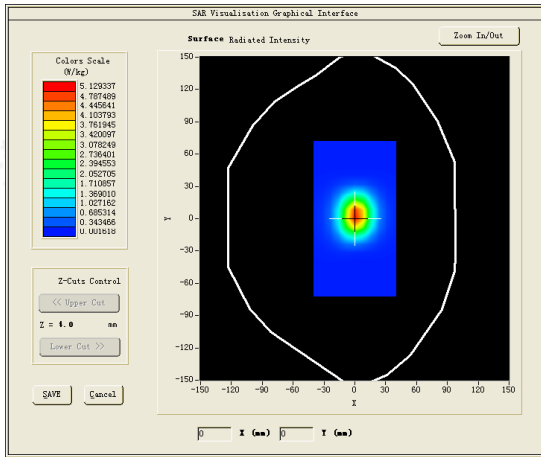 SAR Visualisation Graphical Interface
Surface Radiated Intensity
Zoom In/Out
Colors Scale
(W/kg)
5.129337
4.787489
4.445641
4.103793
3.761945
3.420097
3.078249
2.736401
2.394553
2.052705
1.710857
1.369010
1.027162
0.685314
0.343466
0.001618
Z-Cuts Control
<< Upper Cut
Z = 4.0 mm
Lower Cut >>
SAVE
Cancel
150
120
90
60
30
0
-30
-60
-90
-120
-150
Y
-150 -120 -90 -60 -30 0 30 60 90 120 150
X
0 X (mm) 0 Y (mm)